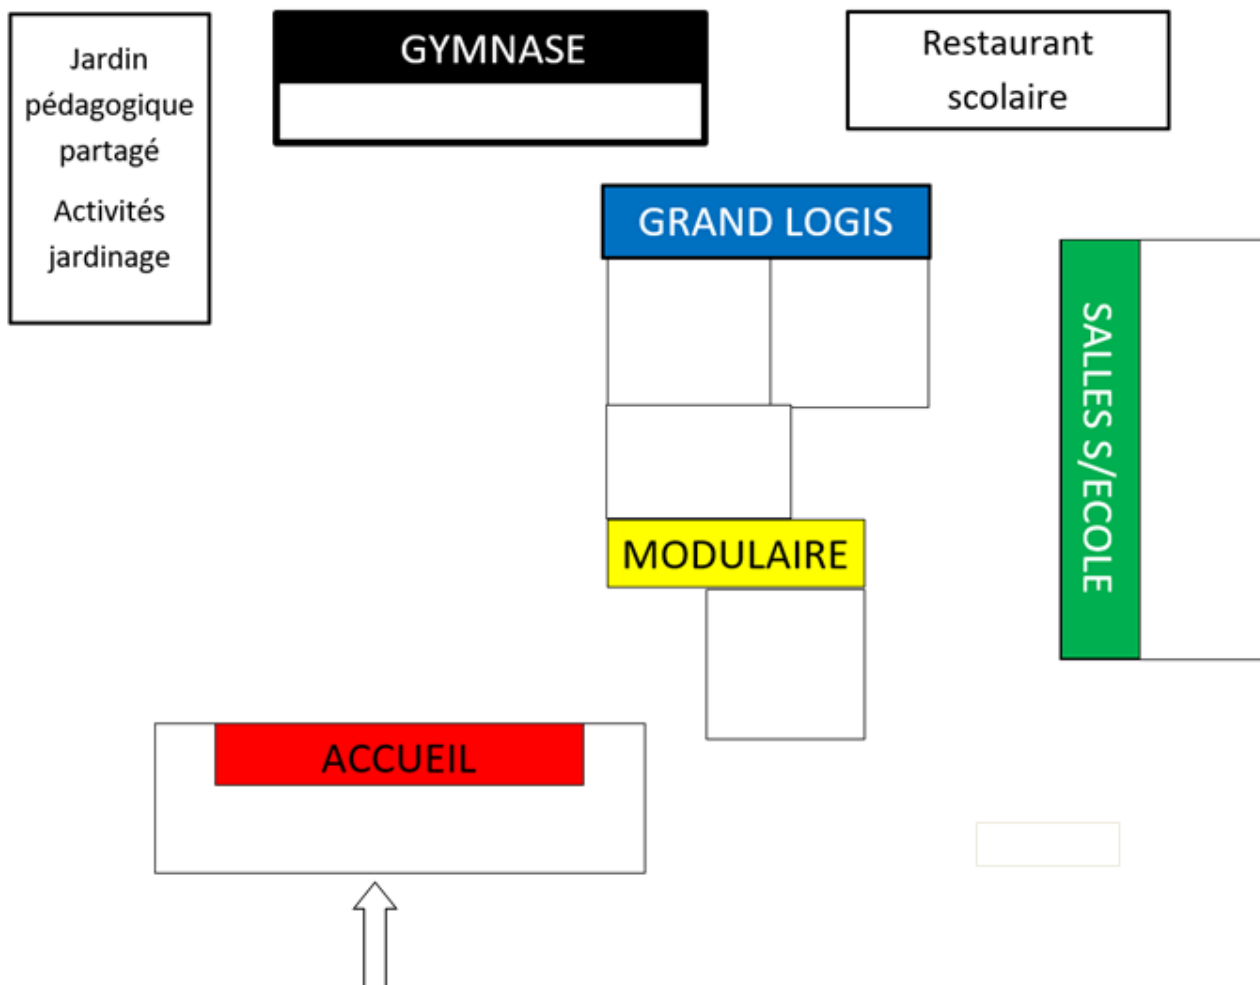 Jardin
pédagogique
partagé
Activités
jardinage
GYMNASE
Restaurant
scolaire
GRAND LOGIS
SALLES S/ECOLE
MODULAIRE
ACCUEIL